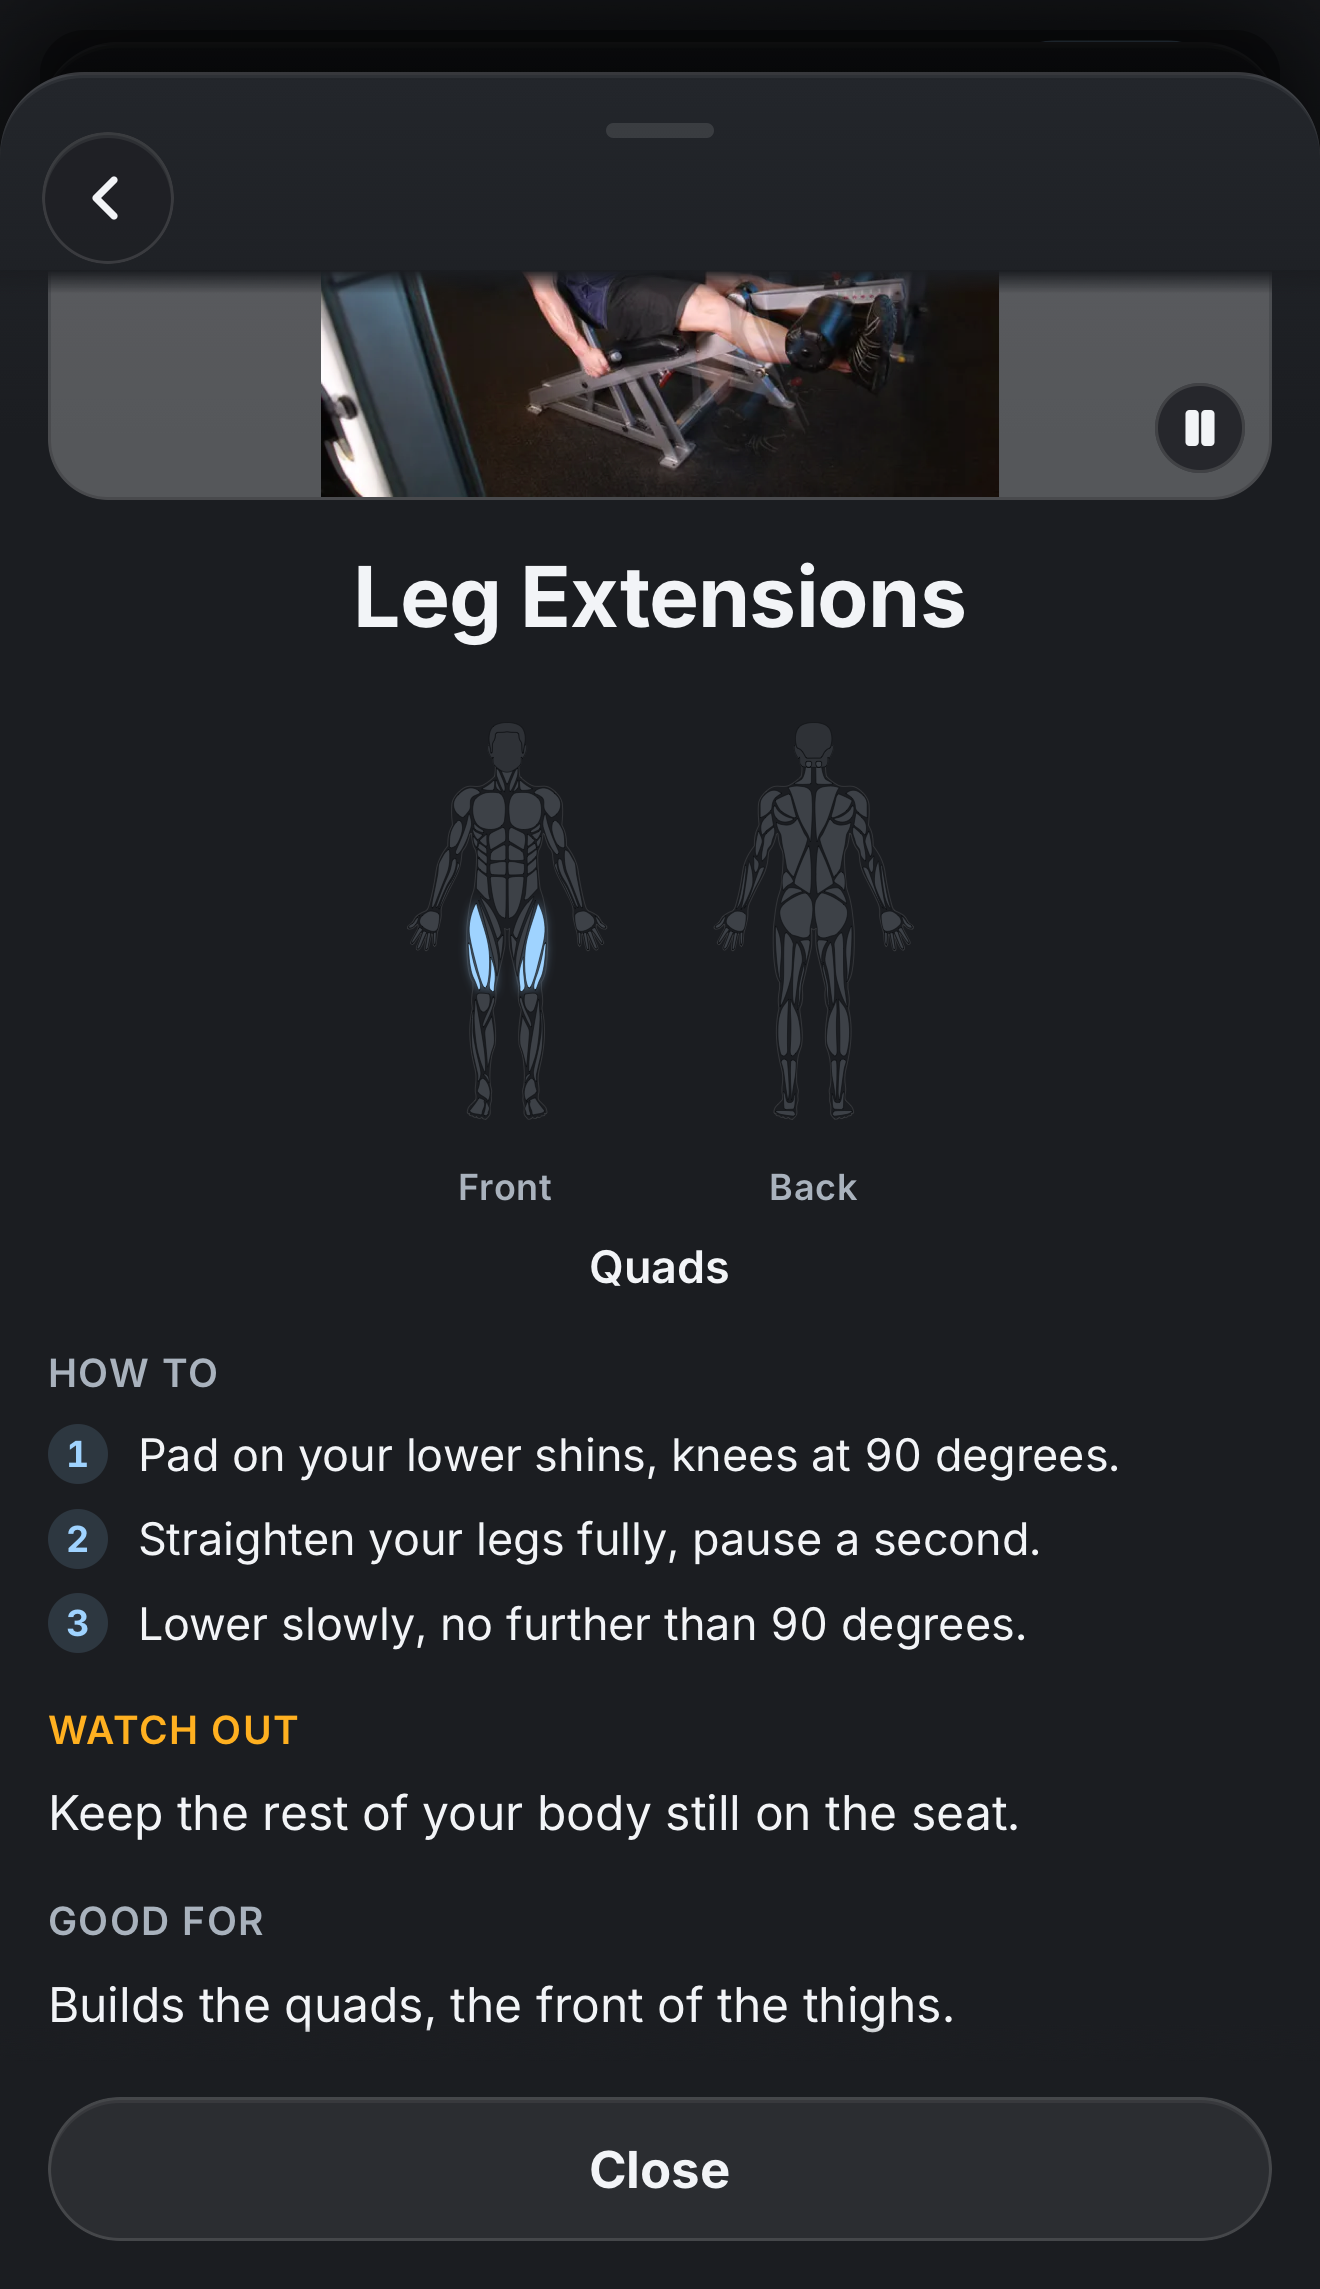 Leg Extensions
Front
Back
Quads
HOW TO
1 Pad on your lower shins, knees at 90 degrees.
2 Straighten your legs fully, pause a second.
3 Lower slowly, no further than 90 degrees.
WATCH OUT
Keep the rest of your body still on the seat.
GOOD FOR
Builds the quads, the front of the thighs.
Close